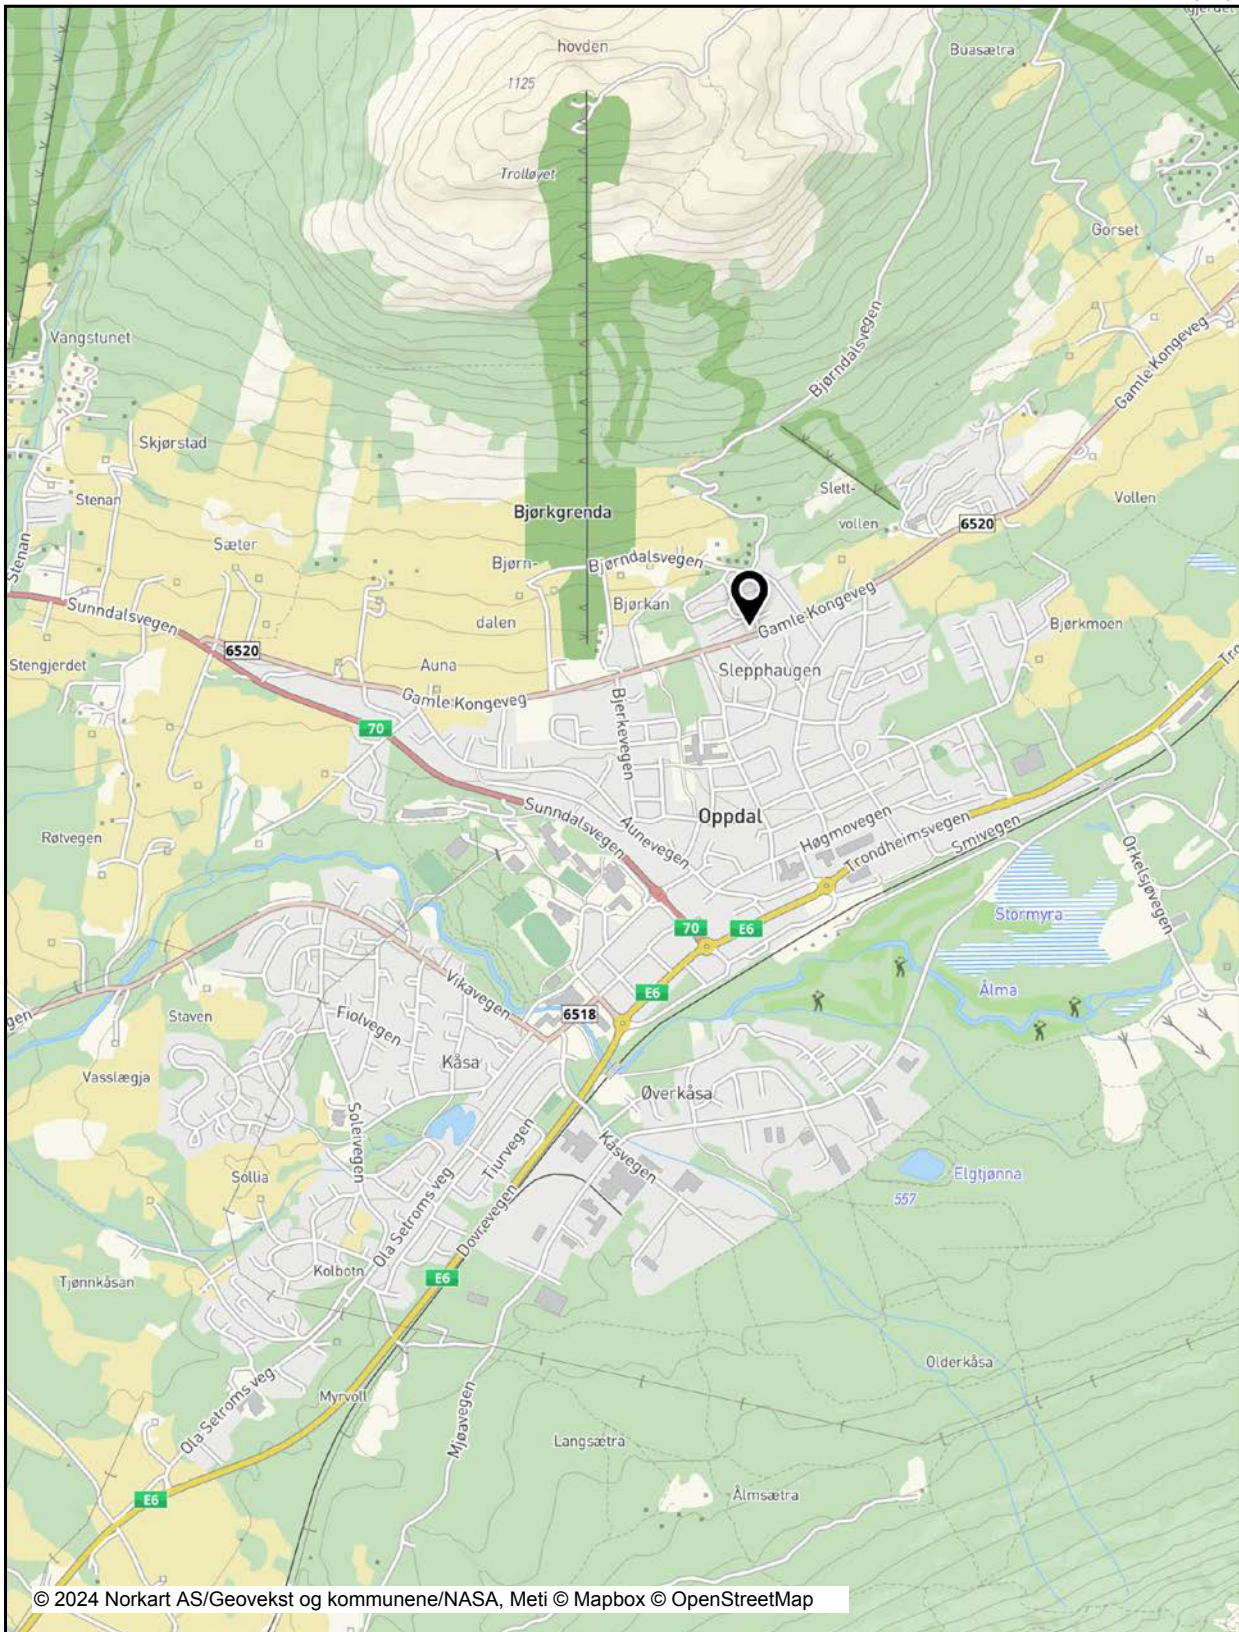 hovden
Buasætra
1125
Trolløyet
Gorset
Vangstunet
Bjørndalsvegen
Gamle Kongeveg
Skjørstad
Stenan
Slett-
vollen
Vollen
Bjørkgrenda
6520
Sæter
Stenan
Bjørn-
dalen
Bjørndalsvegen
Bjørkan
Sunndalsvegen
Gamle Kongeveg
Bjørkmoen
6520
Stengjerdet
Auna
Slepphaugen
Gamle Kongeveg
Bjerkevegen
70
Sunndalsvegen
Aunevegen
Oppdal
Høgmovegen
Trondheimsvegen
Smivegen
Orkelsjøvegen
Røtvegen
Stormyra
70
E6
Vikavegen
E6
Ålma
Staven
Fiolvegen
6518
Kåsa
Vasslægja
Øverkåsa
Soleivegen
Tiurvegen
Kåsvegen
Sollia
Elgtjønna
557
Ola Setroms veg
Dovrevegen
Tjønnkåsan
Kolbotn
E6
Olderkåsa
Myrvoll
Ola Setroms veg
Mjøavegen
Langsætra
Ålmsætra
E6
© 2024 Norkart AS/Geovekst og kommunene/NASA, Meti © Mapbox © OpenStreetMap